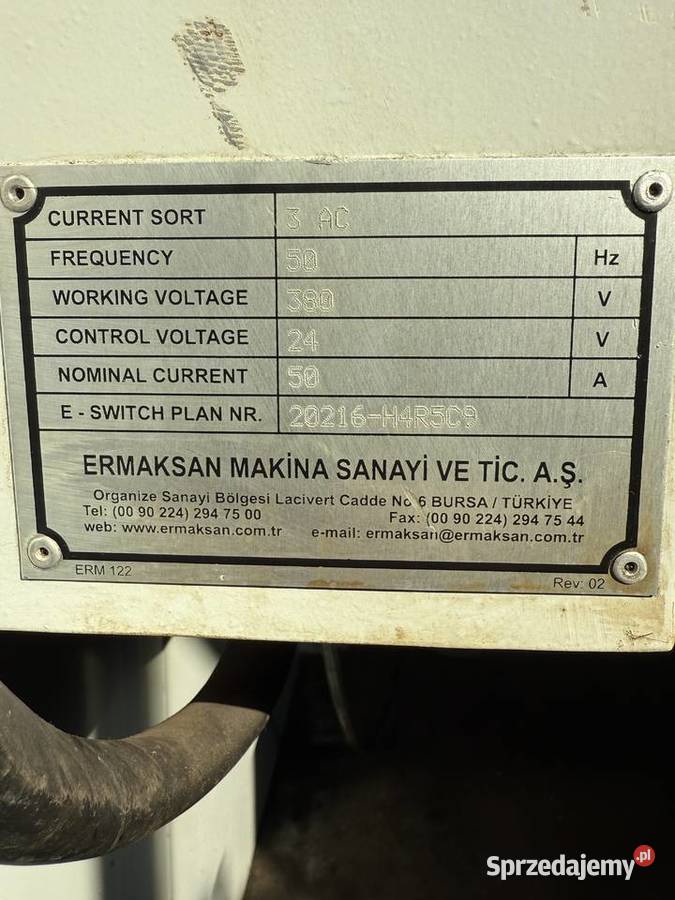 CURRENT SORT 3 AC
FREQUENCY 50 Hz
WORKING VOLTAGE 380 V
CONTROL VOLTAGE 24 V
NOMINAL CURRENT 50 A
E - SWITCH PLAN NR. 20216-H4R5C9
ERMAKSAN MAKİNA SANAYİ VE TİC. A.Ş.
Organize Sanayi Bölgesi Lacivert Cadde No 6 BURSA / TÜRKİYE
Tel: (00 90 224) 294 75 00 Fax: (00 90 224) 294 75 44
web: www.ermaksan.com.tr e-mail: ermaksan@ermaksan.com.tr
ERM 122 Rev: 02
Sprzedajemy.pl